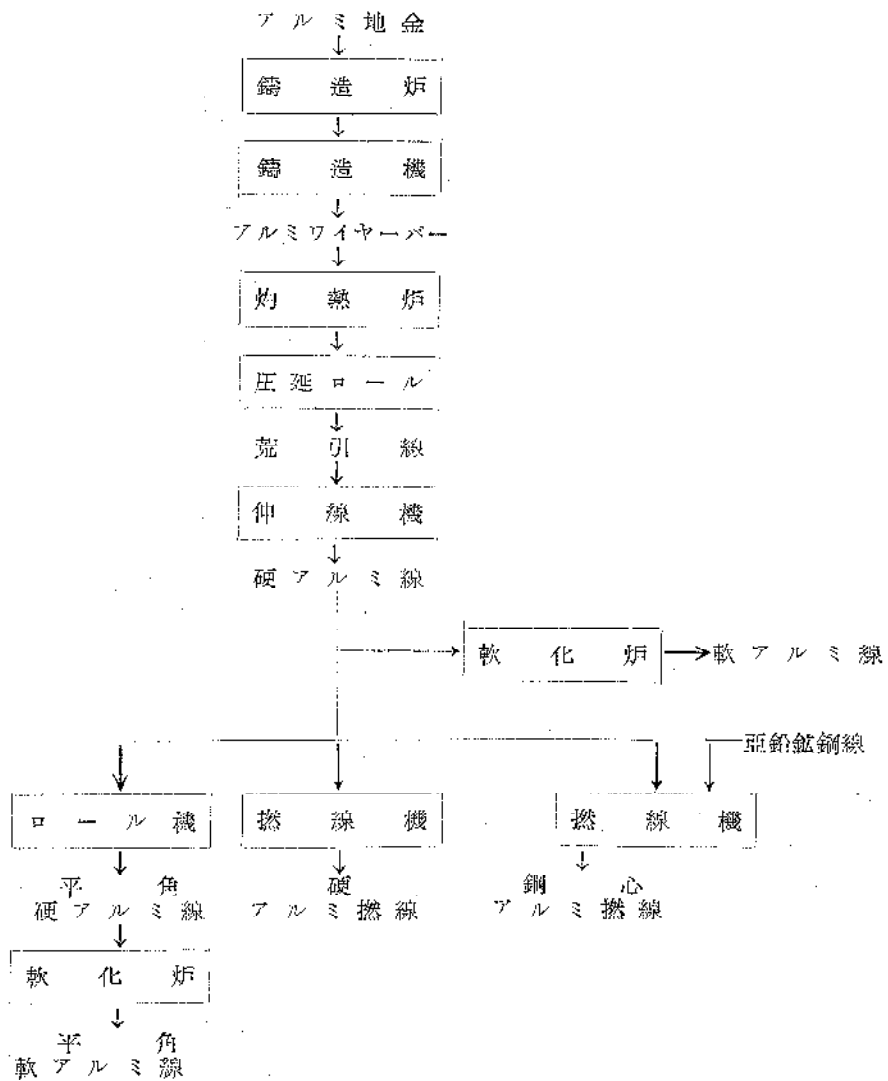 アルミ地金
鋳造炉
鋳造機
アルミワイヤーバー
灼熱炉
圧延ロール
荒引線
伸線機
硬アルミ線
軟化炉
軟アルミ線
亜鉛鉱鋼線
ロール機
撚線機
撚線機
平角
硬アルミ線
硬
アルミ撚線
鋼心
アルミ撚線
軟化炉
平角
軟アルミ線